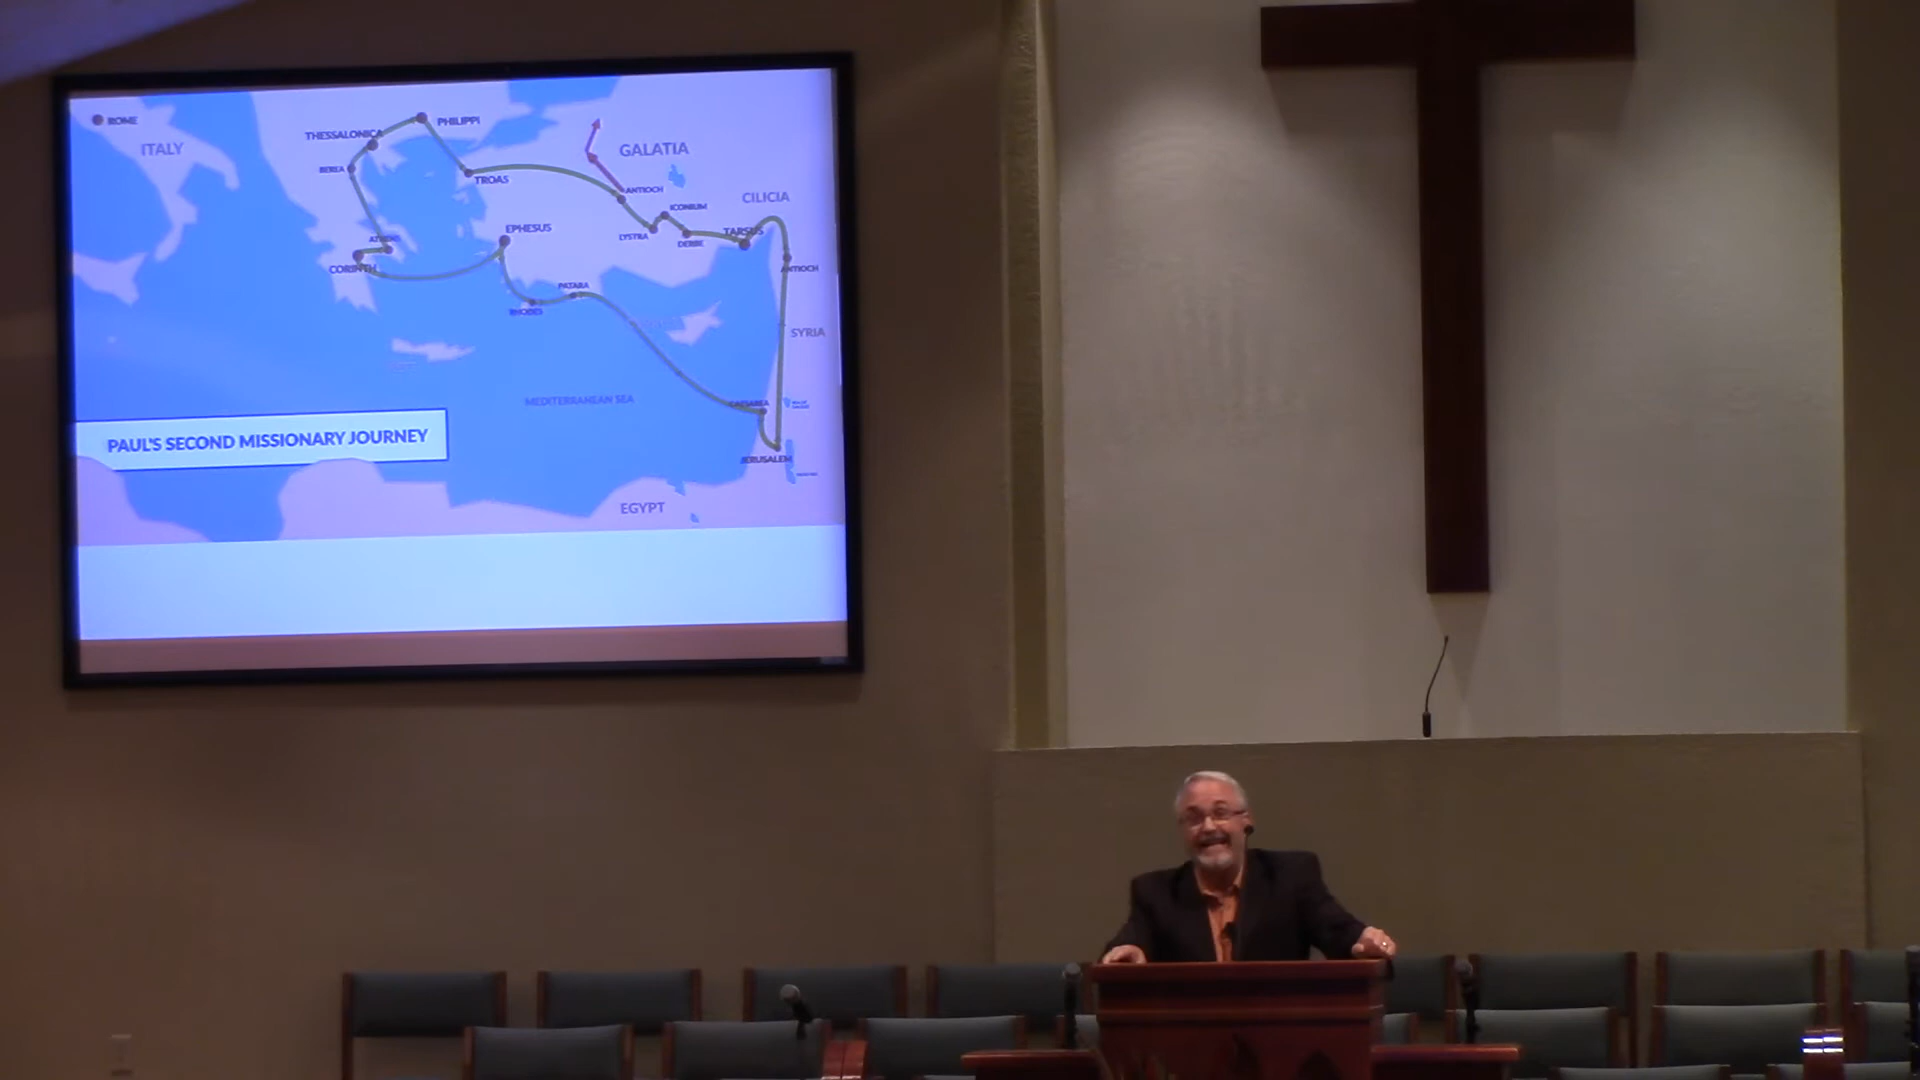 ROME
ITALY
THESSALONICA
PHILIPPI
BEREA
TROAS
GALATIA
ANTIOCH
CILICIA
ICONIUM
LYSTRA
DERBE
TARSUS
EPHESUS
ATHENS
CORINTH
ANTIOCH
PATARA
RHODES
SYRIA
MEDITERRANEAN SEA
CAESAREA
PAUL'S SECOND MISSIONARY JOURNEY
JERUSALEM
EGYPT